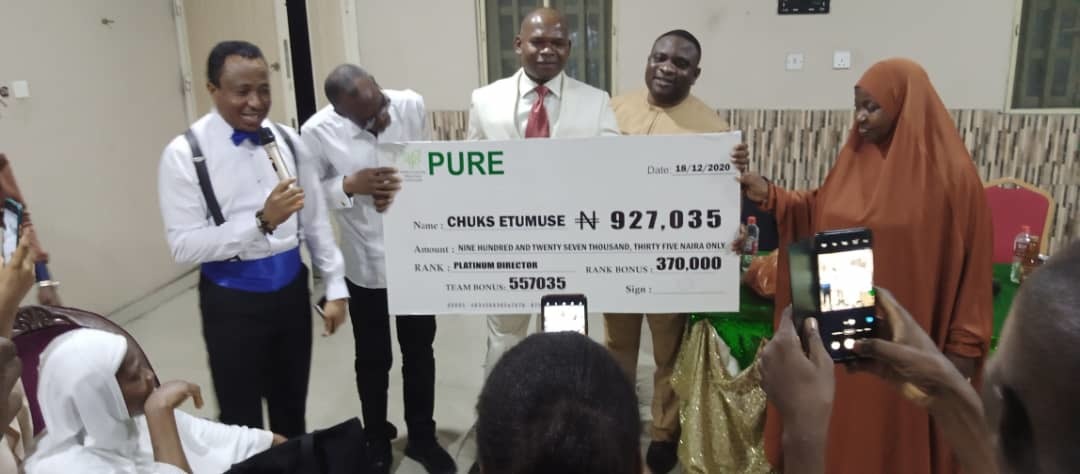 PURE
Date: 18/12/2020
Name : CHUKS ETUMUSE ₦ 927,035
Amount : NINE HUNDRED AND TWENTY SEVEN THOUSAND, THIRTY FIVE NAIRA ONLY
RANK : PLATINUM DIRECTOR RANK BONUS : 370,000
TEAM BONUS: 557035 Sign :